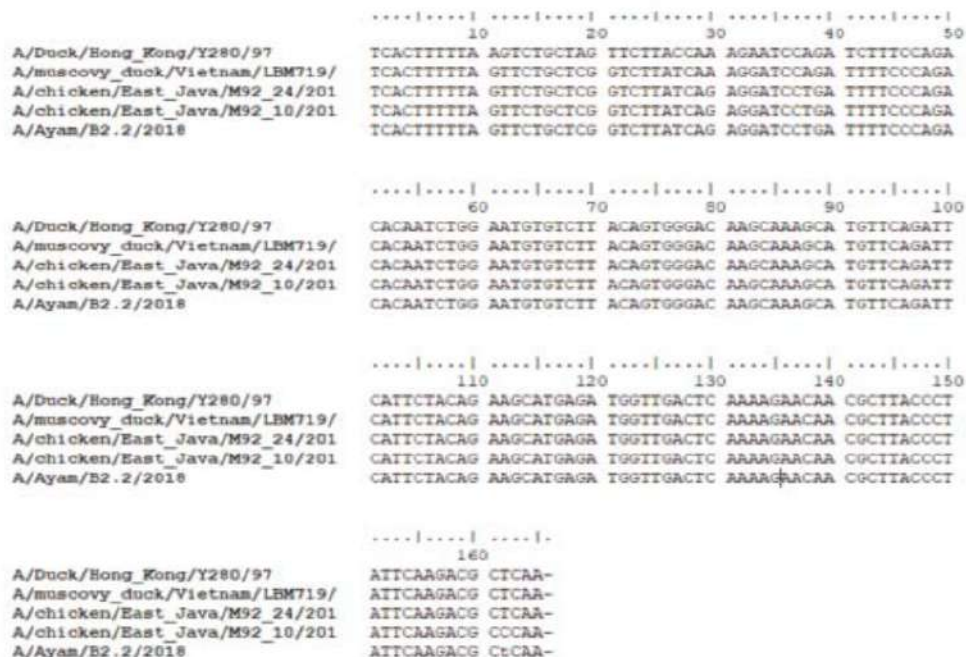 ....|....| ....|....| ....|....| ....|....| ....|....|
10 20 30 40 50
A/Duck/Hong_Kong/Y280/97 TCACTTTTTA AGTCTGCTAG TTCTTACCAA AGAATCCAGA TCTTTCCAGA
A/muscovy_duck/Vietnam/LBM719/ TCACTTTTTA GTTCTGCTCG GTCTTATCAA AGGATCCAGA TTTTCCCAGA
A/chicken/East_Java/M92_24/201 TCACTTTTTA GTTCTGCTCG GTCTTATCAG AGGATCCTGA TTTTCCCAGA
A/chicken/East_Java/M92_10/201 TCACTTTTTA GTTCTGCTCG GTCTTATCAG AGGATCCTGA TTTTCCCAGA
A/Ayam/B2.2/2018 TCACTTTTTA GTTCTGCTCG GTCTTATCAG AGGATCCTGA TTTTCCCAGA
....|....| ....|....| ....|....| ....|....| ....|....|
60 70 80 90 100
A/Duck/Hong_Kong/Y280/97 CACAATCTGG AATGTGTCTT ACAGTGGGAC AAGCAAAGCA TGTTCAGATT
A/muscovy_duck/Vietnam/LBM719/ CACAATCTGG AATGTGTCTT ACAGTGGGAC AAGCAAAGCA TGTTCAGATT
A/chicken/East_Java/M92_24/201 CACAATCTGG AATGTGTCTT ACAGTGGGAC AAGCAAAGCA TGTTCAGATT
A/chicken/East_Java/M92_10/201 CACAATCTGG AATGTGTCTT ACAGTGGGAC AAGCAAAGCA TGTTCAGATT
A/Ayam/B2.2/2018 CACAATCTGG AATGTGTCTT ACAGTGGGAC AAGCAAAGCA TGTTCAGATT
....|....| ....|....| ....|....| ....|....| ....|....|
110 120 130 140 150
A/Duck/Hong_Kong/Y280/97 CATTCTACAG AAGCATGAGA TGGTTGACTC AAAAGAACAA CGCTTACCCT
A/muscovy_duck/Vietnam/LBM719/ CATTCTACAG AAGCATGAGA TGGTTGACTC AAAAGAACAA CGCTTACCCT
A/chicken/East_Java/M92_24/201 CATTCTACAG AAGCATGAGA TGGTTGACTC AAAAGAACAA CGCTTACCCT
A/chicken/East_Java/M92_10/201 CATTCTACAG AAGCATGAGA TGGTTGACTC AAAAGAACAA CGCTTACCCT
A/Ayam/B2.2/2018 CATTCTACAG AAGCATGAGA TGGTTGACTC AAAAGAACAA CGCTTACCCT
....|....| ....|.
160
A/Duck/Hong_Kong/Y280/97 ATTCAAGACG CTCAA-
A/muscovy_duck/Vietnam/LBM719/ ATTCAAGACG CTCAA-
A/chicken/East_Java/M92_24/201 ATTCAAGACG CTCAA-
A/chicken/East_Java/M92_10/201 ATTCAAGACG CCCAA-
A/Ayam/B2.2/2018 ATTCAAGACG CtCAA-